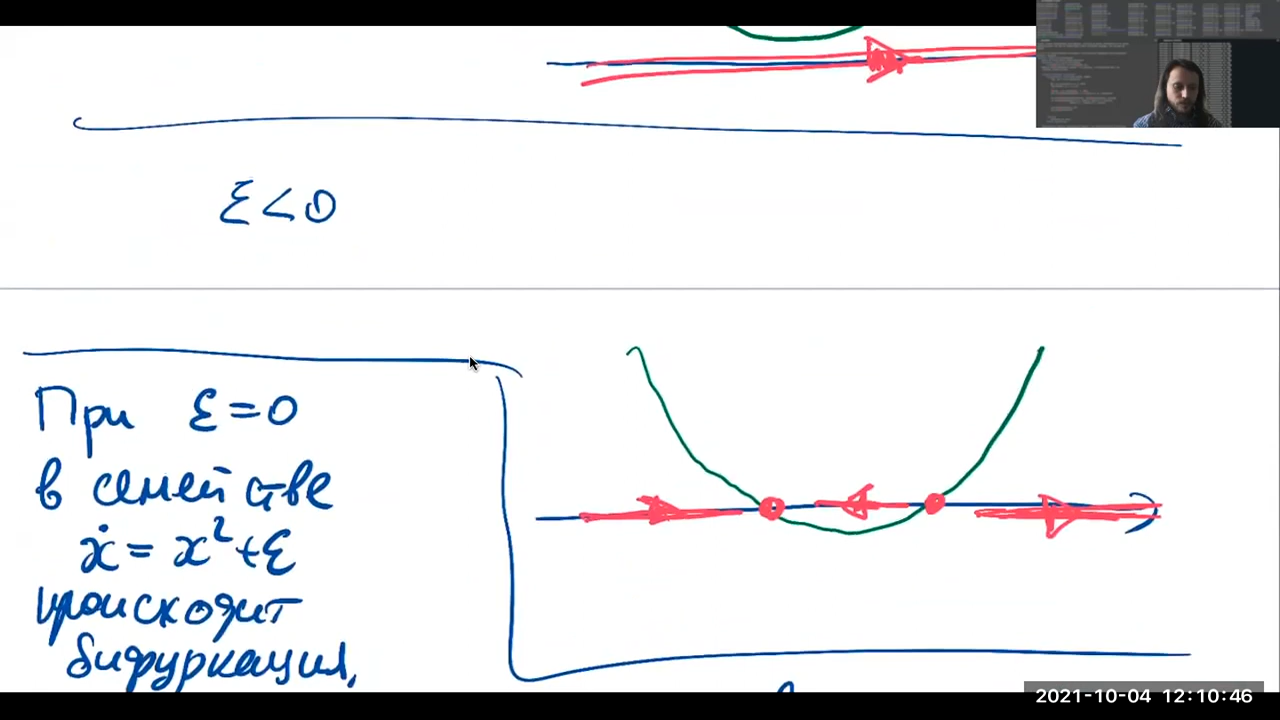 ε<0
При ε=0
в семействе
ẋ = x²+ε
происходит
бифуркация,
2021-10-04 12:10:46